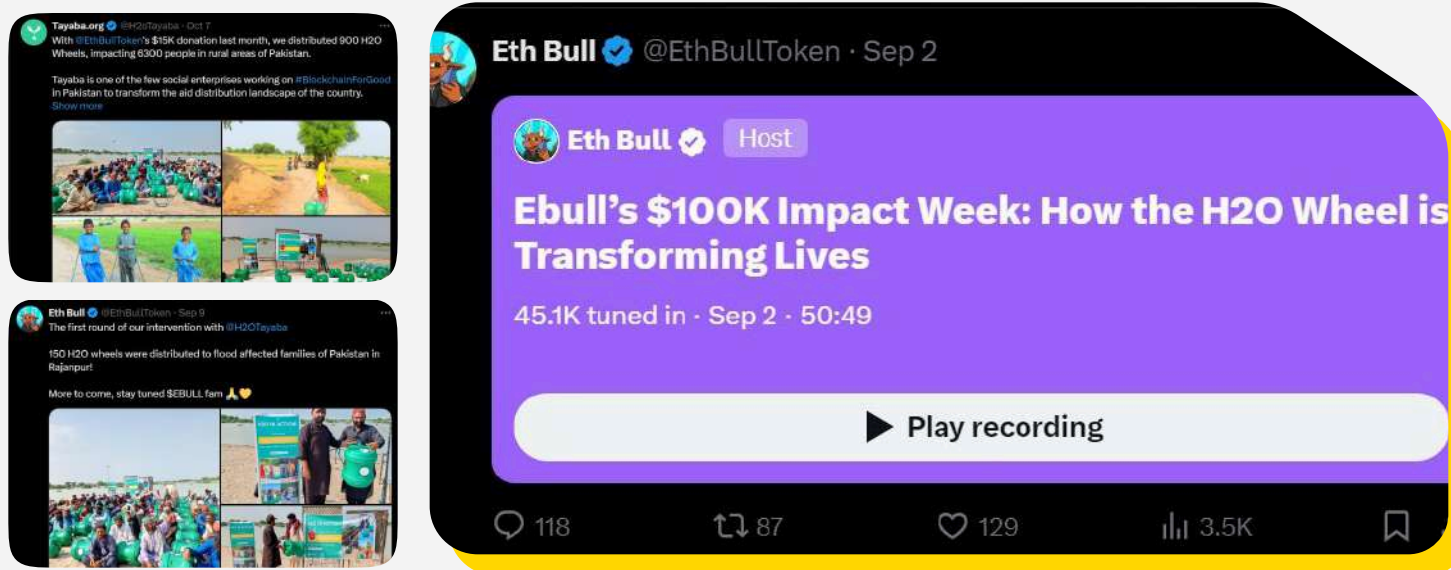 Tayaba.org @H2oTayaba · Oct 7
With @EthBullToken's $15K donation last month, we distributed 900 H2O
Wheels, impacting 6300 people in rural areas of Pakistan.
Tayaba is one of the few social enterprises working on #BlockchainForGood
in Pakistan to transform the aid distribution landscape of the country.
Show more
Eth Bull @EthBullToken · Sep 9
The first round of our intervention with @H2OTayaba
150 H2O wheels were distributed to flood affected families of Pakistan in
Rajanpur!
More to come, stay tuned $EBULL fam 🙏💛
Eth Bull @EthBullToken · Sep 2
Eth Bull Host
Ebull’s $100K Impact Week: How the H2O Wheel is
Transforming Lives
45.1K tuned in · Sep 2 · 50:49
Play recording
118 87 129 3.5K